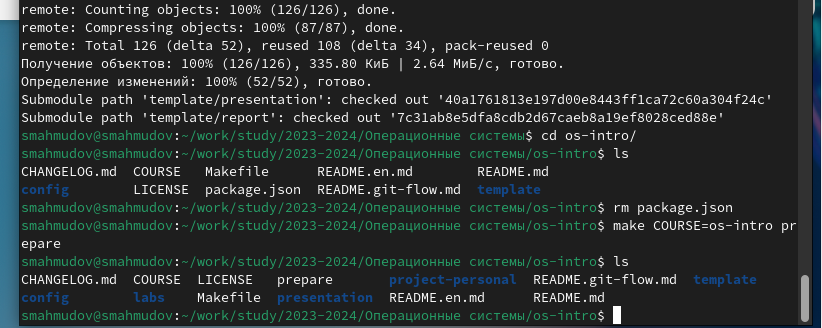 remote: Counting objects: 100% (126/126), done.
remote: Compressing objects: 100% (87/87), done.
remote: Total 126 (delta 52), reused 108 (delta 34), pack-reused 0
Получение объектов: 100% (126/126), 335.80 КиБ | 2.64 МиБ/с, готово.
Определение изменений: 100% (52/52), готово.
Submodule path 'template/presentation': checked out '40a1761813e197d00e8443ff1ca72c60a304f24c'
Submodule path 'template/report': checked out '7c31ab8e5dfa8cdb2d67caeb8a19ef8028ced88e'
smahmudov@smahmudov:~/work/study/2023-2024/Операционные системы$ cd os-intro/
smahmudov@smahmudov:~/work/study/2023-2024/Операционные системы/os-intro$ ls
CHANGELOG.md COURSE Makefile README.en.md README.md
config LICENSE package.json README.git-flow.md template
smahmudov@smahmudov:~/work/study/2023-2024/Операционные системы/os-intro$ rm package.json
smahmudov@smahmudov:~/work/study/2023-2024/Операционные системы/os-intro$ make COURSE=os-intro pr
epare
smahmudov@smahmudov:~/work/study/2023-2024/Операционные системы/os-intro$ ls
CHANGELOG.md COURSE LICENSE prepare project-personal README.git-flow.md template
config labs Makefile presentation README.en.md README.md
smahmudov@smahmudov:~/work/study/2023-2024/Операционные системы/os-intro$